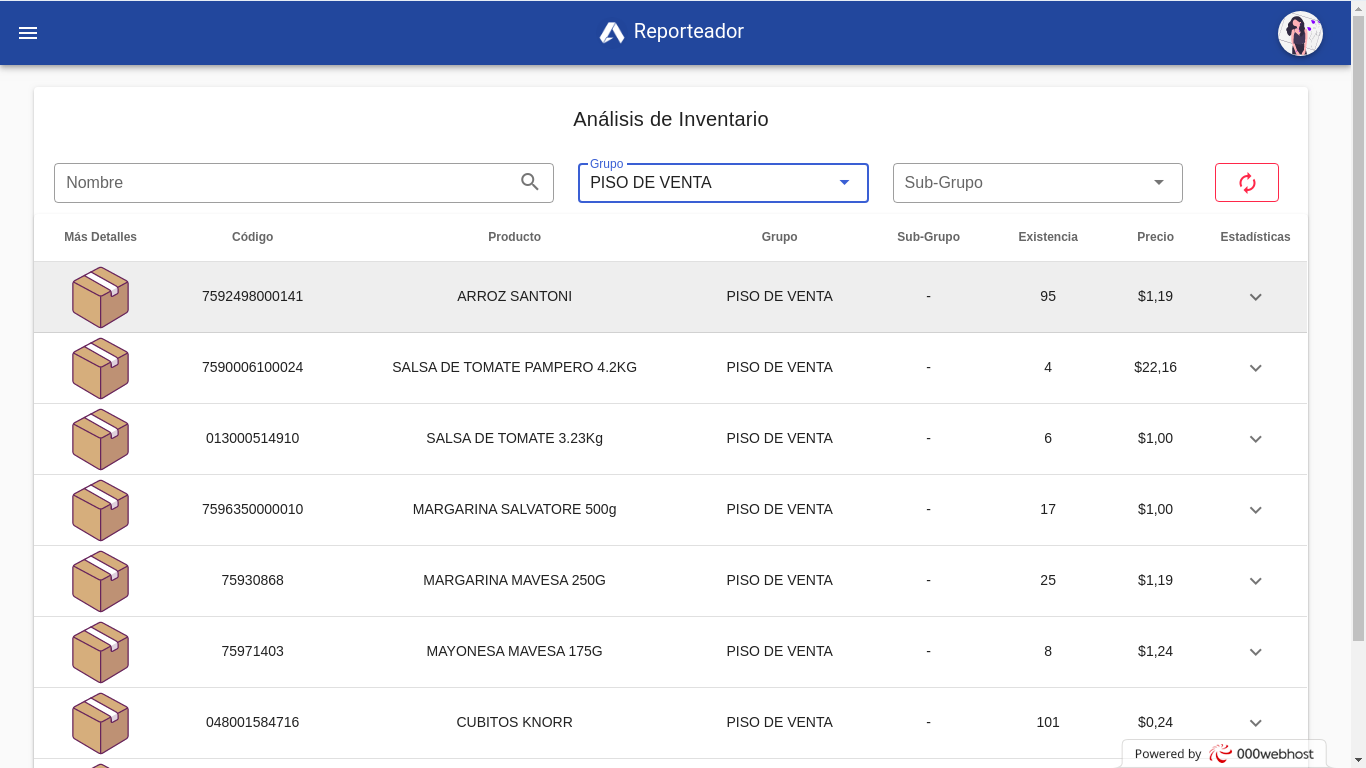 Reporteador
Análisis de Inventario
Nombre
Grupo
PISO DE VENTA
Sub-Grupo
Más Detalles Código Producto Grupo Sub-Grupo Existencia Precio Estadísticas
7592498000141 ARROZ SANTONI PISO DE VENTA - 95 $1,19
7590006100024 SALSA DE TOMATE PAMPERO 4.2KG PISO DE VENTA - 4 $22,16
013000514910 SALSA DE TOMATE 3.23Kg PISO DE VENTA - 6 $1,00
7596350000010 MARGARINA SALVATORE 500g PISO DE VENTA - 17 $1,00
75930868 MARGARINA MAVESA 250G PISO DE VENTA - 25 $1,19
75971403 MAYONESA MAVESA 175G PISO DE VENTA - 8 $1,24
048001584716 CUBITOS KNORR PISO DE VENTA - 101 $0,24
Powered by 000webhost